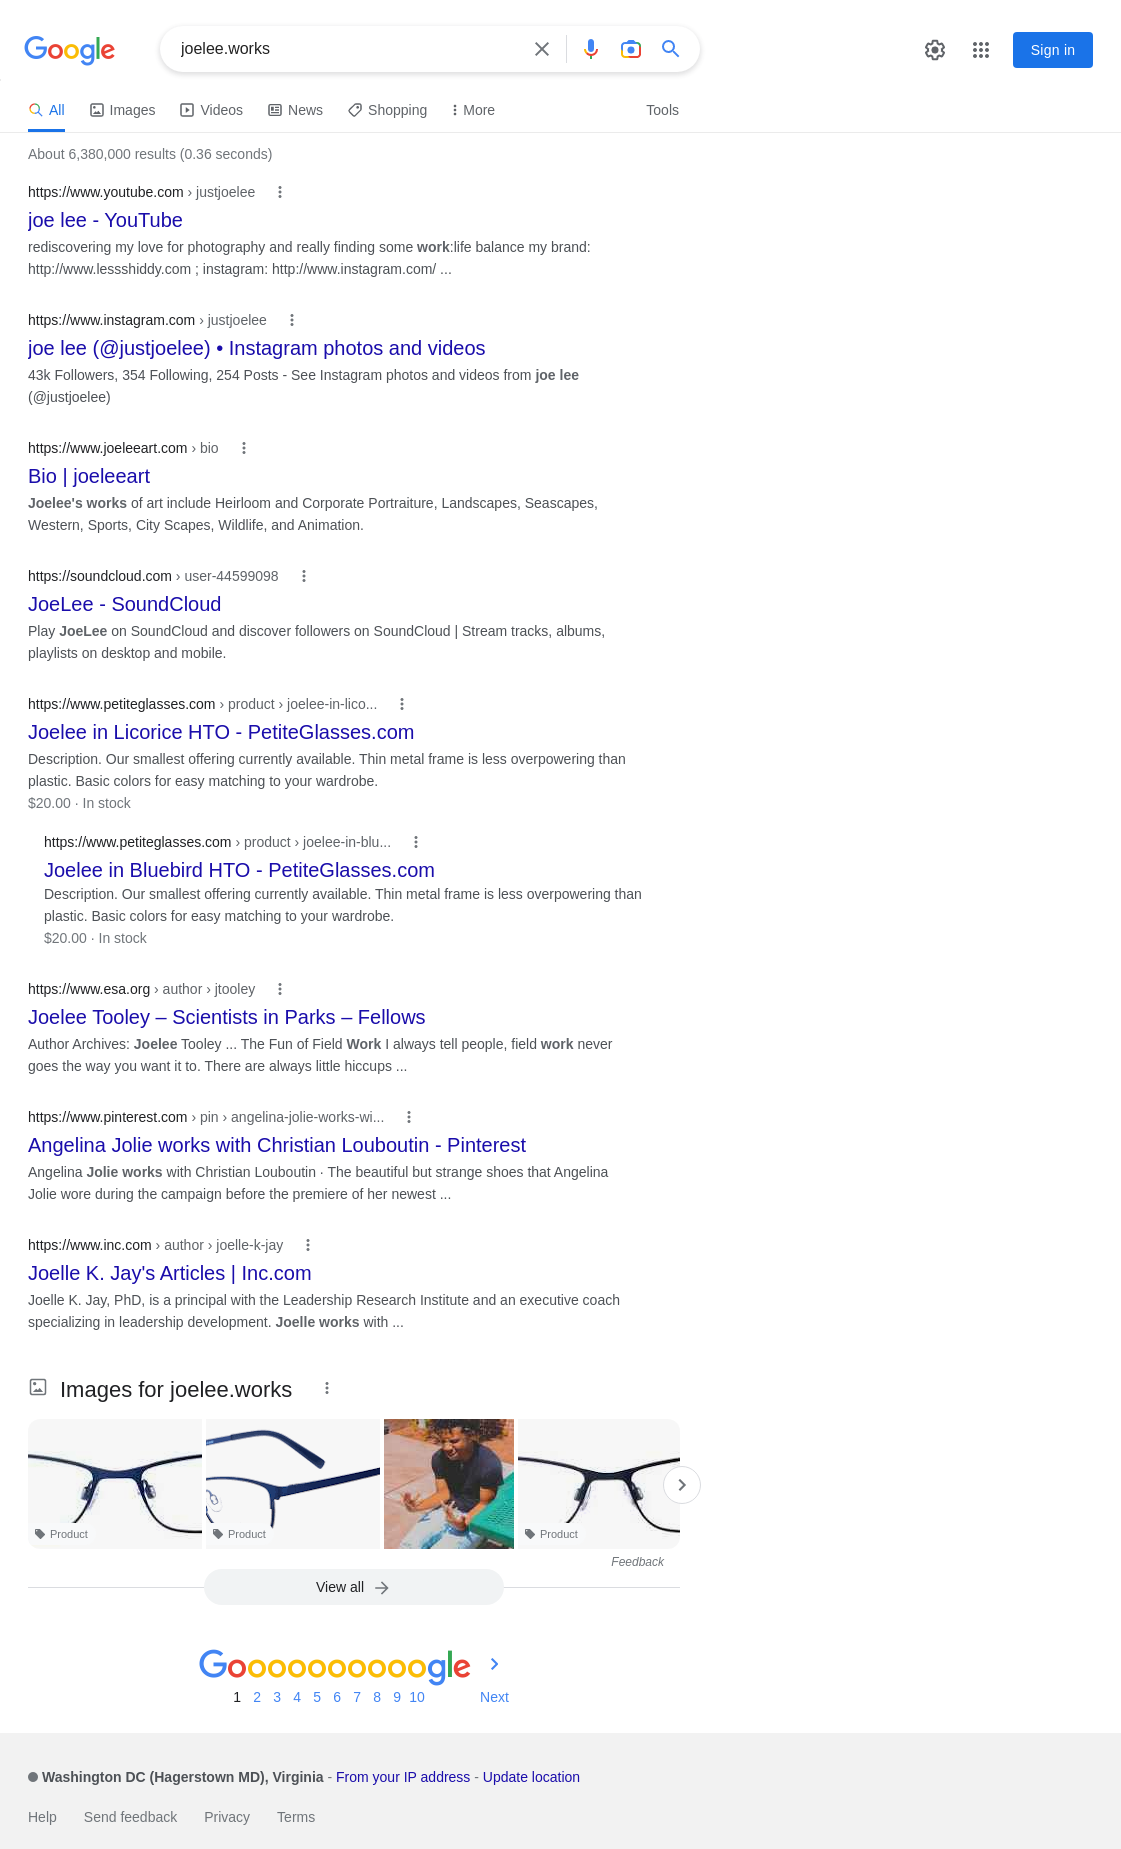 Google
joelee.works
Sign in
All Images Videos News Shopping More Tools
About 6,380,000 results (0.36 seconds)
https://www.youtube.com › justjoelee
joe lee - YouTube
rediscovering my love for photography and really finding some work:life balance my brand:
http://www.lessshiddy.com ; instagram: http://www.instagram.com/ ...
https://www.instagram.com › justjoelee
joe lee (@justjoelee) • Instagram photos and videos
43k Followers, 354 Following, 254 Posts - See Instagram photos and videos from joe lee
(@justjoelee)
https://www.joeleeart.com › bio
Bio | joeleeart
Joelee's works of art include Heirloom and Corporate Portraiture, Landscapes, Seascapes,
Western, Sports, City Scapes, Wildlife, and Animation.
https://soundcloud.com › user-44599098
JoeLee - SoundCloud
Play JoeLee on SoundCloud and discover followers on SoundCloud | Stream tracks, albums,
playlists on desktop and mobile.
https://www.petiteglasses.com › product › joelee-in-lico...
Joelee in Licorice HTO - PetiteGlasses.com
Description. Our smallest offering currently available. Thin metal frame is less overpowering than
plastic. Basic colors for easy matching to your wardrobe.
$20.00 · In stock
https://www.petiteglasses.com › product › joelee-in-blu...
Joelee in Bluebird HTO - PetiteGlasses.com
Description. Our smallest offering currently available. Thin metal frame is less overpowering than
plastic. Basic colors for easy matching to your wardrobe.
$20.00 · In stock
https://www.esa.org › author › jtooley
Joelee Tooley – Scientists in Parks – Fellows
Author Archives: Joelee Tooley ... The Fun of Field Work I always tell people, field work never
goes the way you want it to. There are always little hiccups ...
https://www.pinterest.com › pin › angelina-jolie-works-wi...
Angelina Jolie works with Christian Louboutin - Pinterest
Angelina Jolie works with Christian Louboutin · The beautiful but strange shoes that Angelina
Jolie wore during the campaign before the premiere of her newest ...
https://www.inc.com › author › joelle-k-jay
Joelle K. Jay's Articles | Inc.com
Joelle K. Jay, PhD, is a principal with the Leadership Research Institute and an executive coach
specializing in leadership development. Joelle works with ...
Images for joelee.works
Product Product Product
Feedback
View all
Goooooooooogle
1 2 3 4 5 6 7 8 9 10 Next
Washington DC (Hagerstown MD), Virginia - From your IP address - Update location
Help Send feedback Privacy Terms